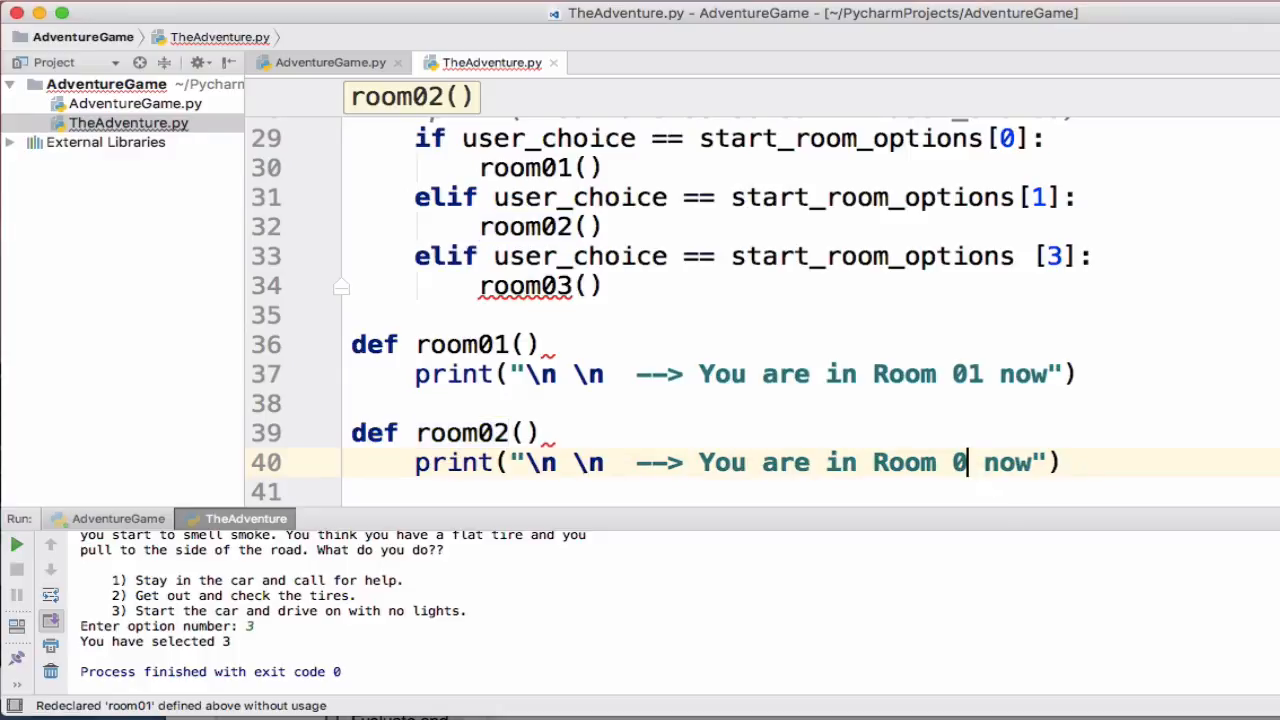 TheAdventure.py - AdventureGame - [~/PycharmProjects/AdventureGame]
AdventureGame TheAdventure.py
Project AdventureGame.py TheAdventure.py
AdventureGame ~/Pycharm
AdventureGame.py
TheAdventure.py
External Libraries
room02()
29 if user_choice == start_room_options[0]:
30 room01()
31 elif user_choice == start_room_options[1]:
32 room02()
33 elif user_choice == start_room_options [3]:
34 room03()
35
36 def room01()
37 print("\n \n --> You are in Room 01 now")
38
39 def room02()
40 print("\n \n --> You are in Room 0 now")
41
Run: AdventureGame TheAdventure
you start to smell smoke. You think you have a flat tire and you
pull to the side of the road. What do you do??
1) Stay in the car and call for help.
2) Get out and check the tires.
3) Start the car and drive on with no lights.
Enter option number: 3
You have selected 3
Process finished with exit code 0
Redeclared 'room01' defined above without usage